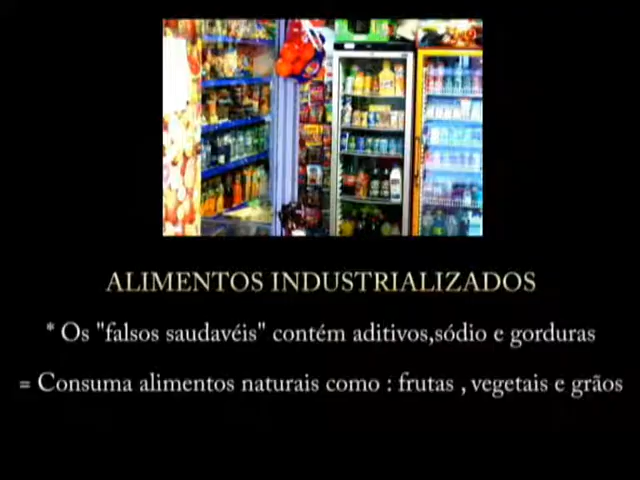 ALIMENTOS INDUSTRIALIZADOS
* Os "falsos saudavéis" contém aditivos,sódio e gorduras
= Consuma alimentos naturais como : frutas , vegetais e grãos